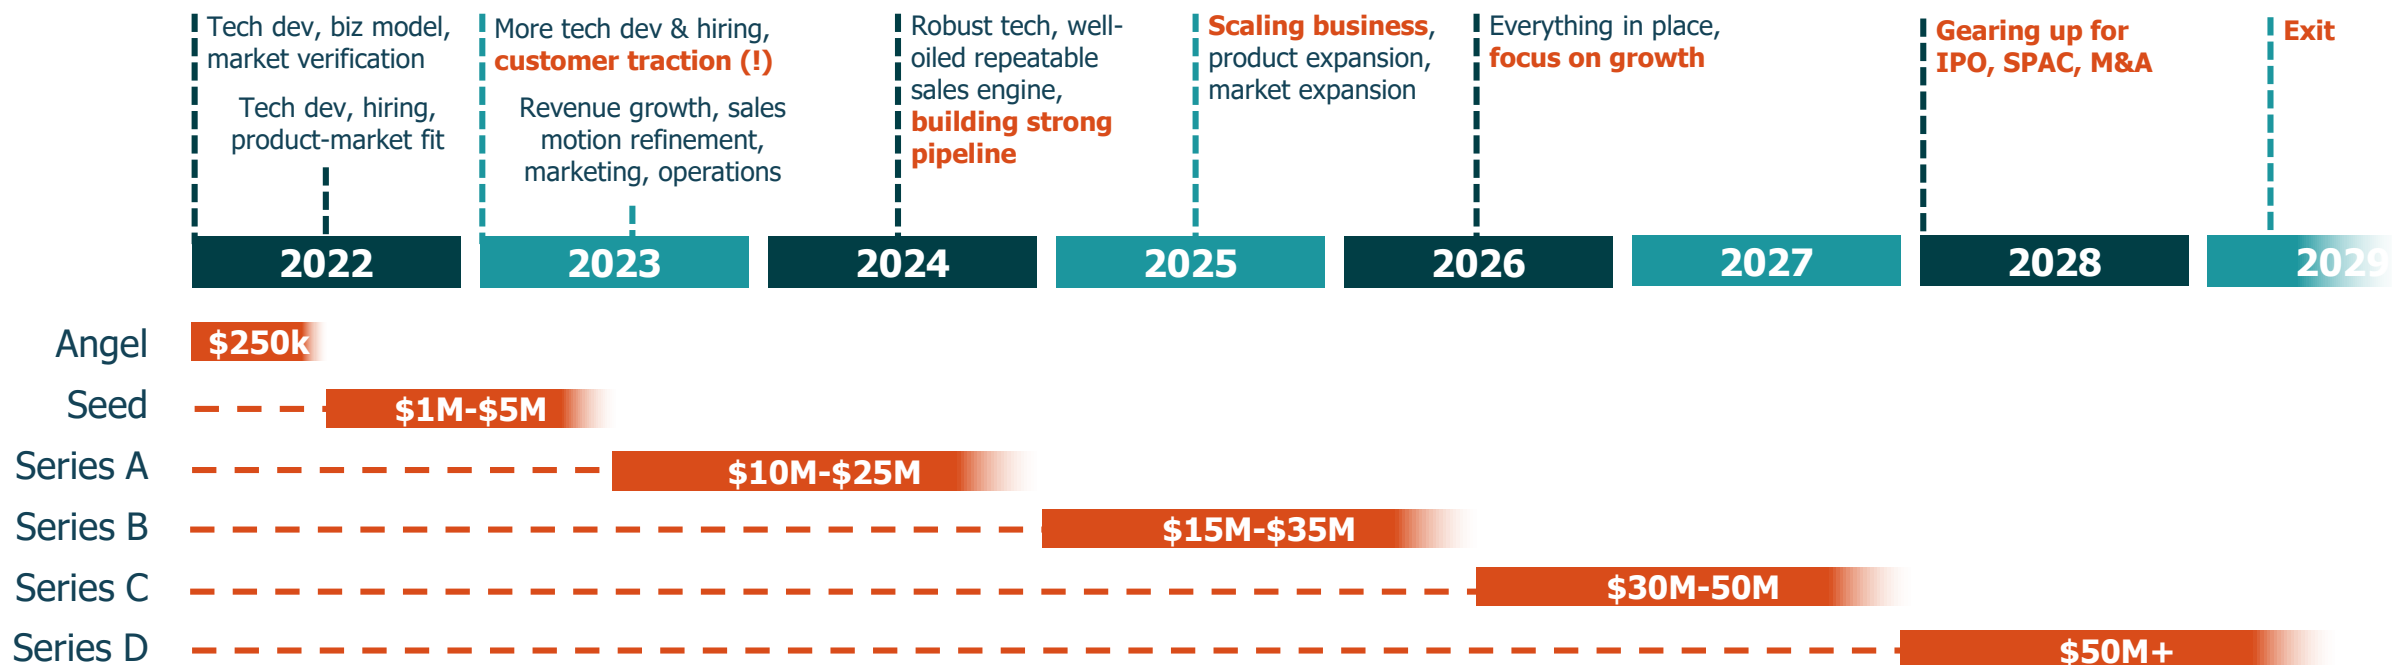 Tech dev, biz model,
market verification
Tech dev, hiring,
product-market fit
More tech dev & hiring,
customer traction (!)
Revenue growth, sales
motion refinement,
marketing, operations
Robust tech, well-
oiled repeatable
sales engine,
building strong
pipeline
Scaling business,
product expansion,
market expansion
Everything in place,
focus on growth
Gearing up for
IPO, SPAC, M&A
Exit
2022
2023
2024
2025
2026
2027
2028
2029
Angel
$250k
Seed
$1M-$5M
Series A
$10M-$25M
Series B
$15M-$35M
Series C
$30M-50M
Series D
$50M+